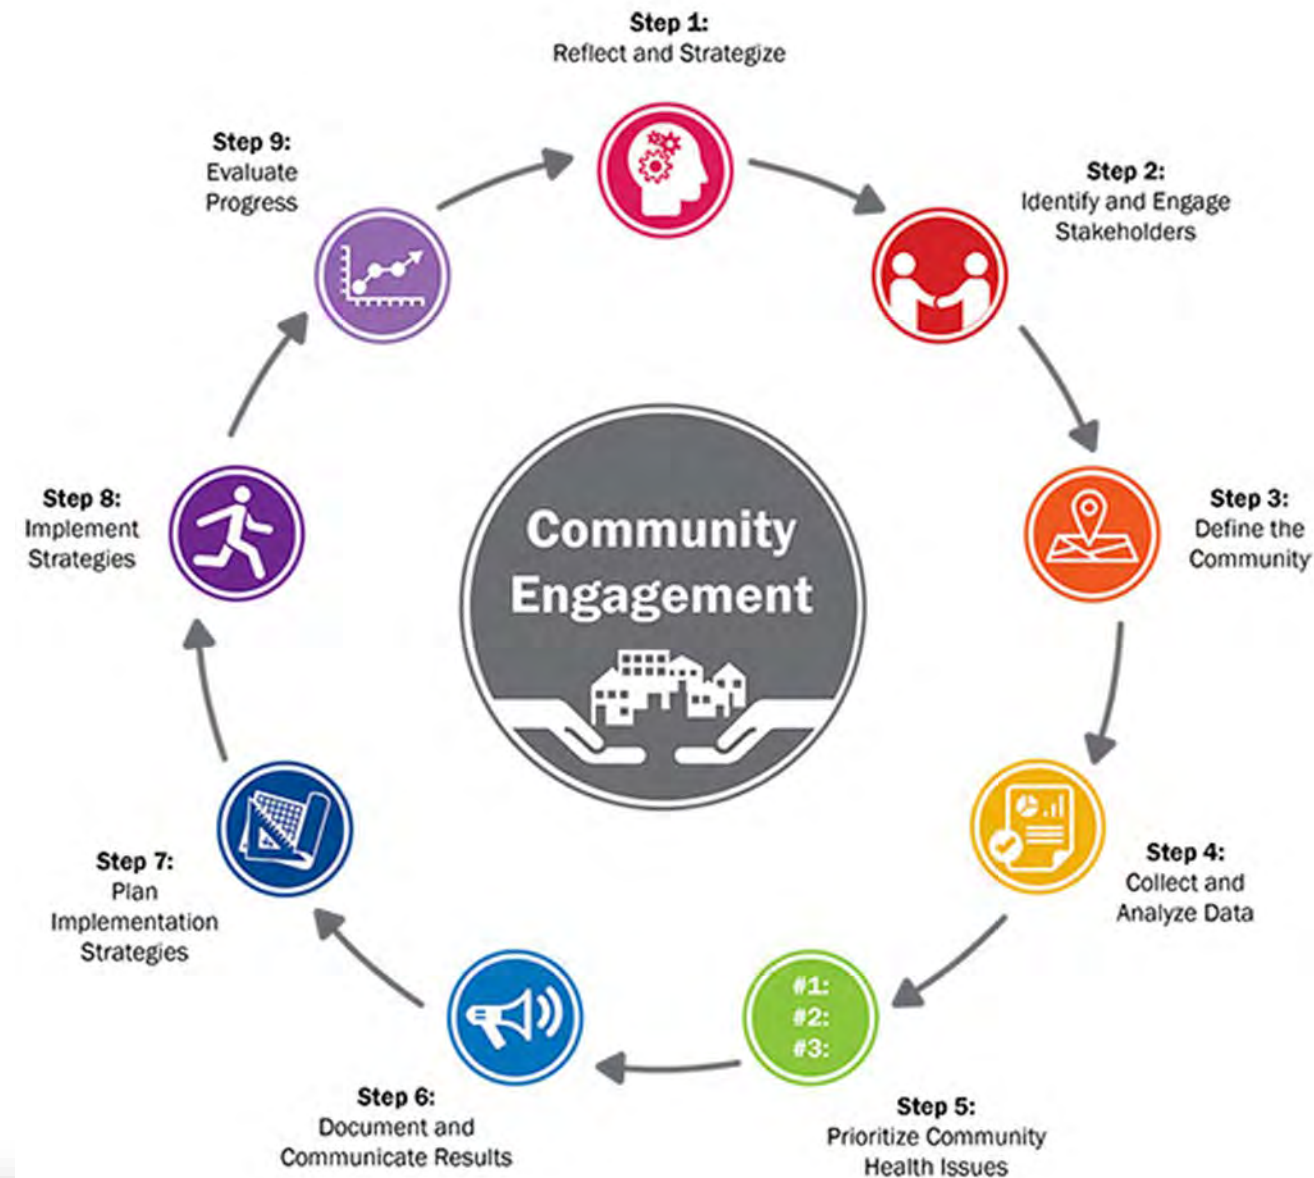 Step 1:
Reflect and Strategize
Step 2:
Identify and Engage
Stakeholders
Step 3:
Define the
Community
Step 4:
Collect and
Analyze Data
#1:
#2:
#3:
Step 5:
Prioritize Community
Health Issues
Step 6:
Document and
Communicate Results
Step 7:
Plan
Implementation
Strategies
Step 8:
Implement
Strategies
Step 9:
Evaluate
Progress
Community
Engagement